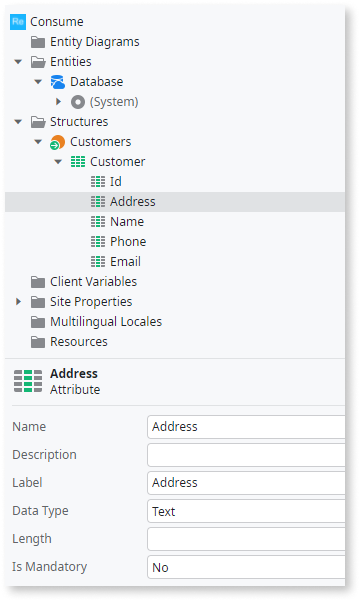 Re Consume
Entity Diagrams
Entities
Database
(System)
Structures
Customers
Customer
Id
Address
Name
Phone
Email
Client Variables
Site Properties
Multilingual Locales
Resources
Address
Attribute
Name Address
Description
Label Address
Data Type Text
Length
Is Mandatory No